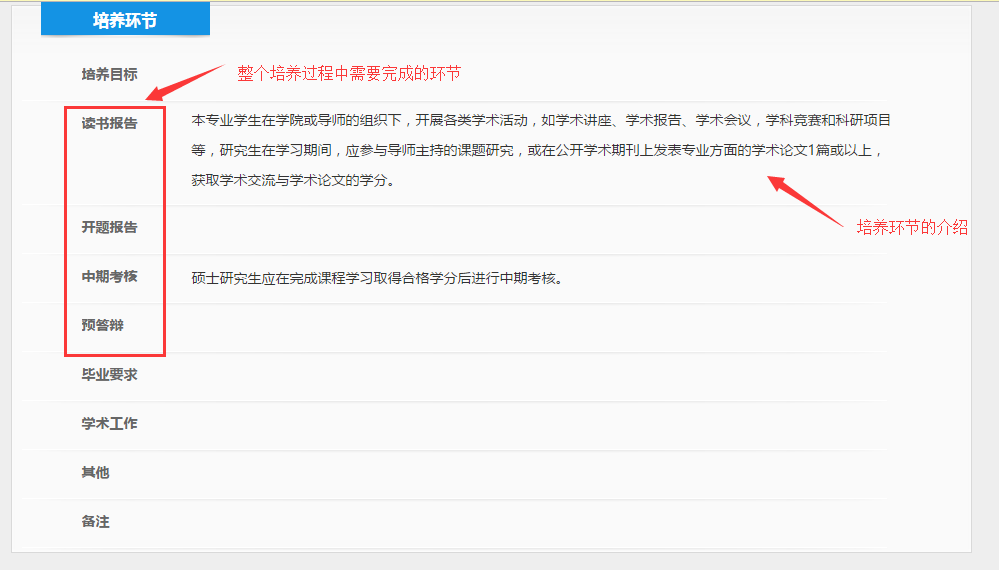 培养环节
培养目标
整个培养过程中需要完成的环节
读书报告
本专业学生在学院或导师的组织下，开展各类学术活动，如学术讲座、学术报告、学术会议，学科竞赛和科研项目
等，研究生在学习期间，应参与导师主持的课题研究，或在公开学术期刊上发表专业方面的学术论文1篇或以上，
获取学术交流与学术论文的学分。
开题报告
培养环节的介绍
中期考核
硕士研究生应在完成课程学习取得合格学分后进行中期考核。
预答辩
毕业要求
学术工作
其他
备注